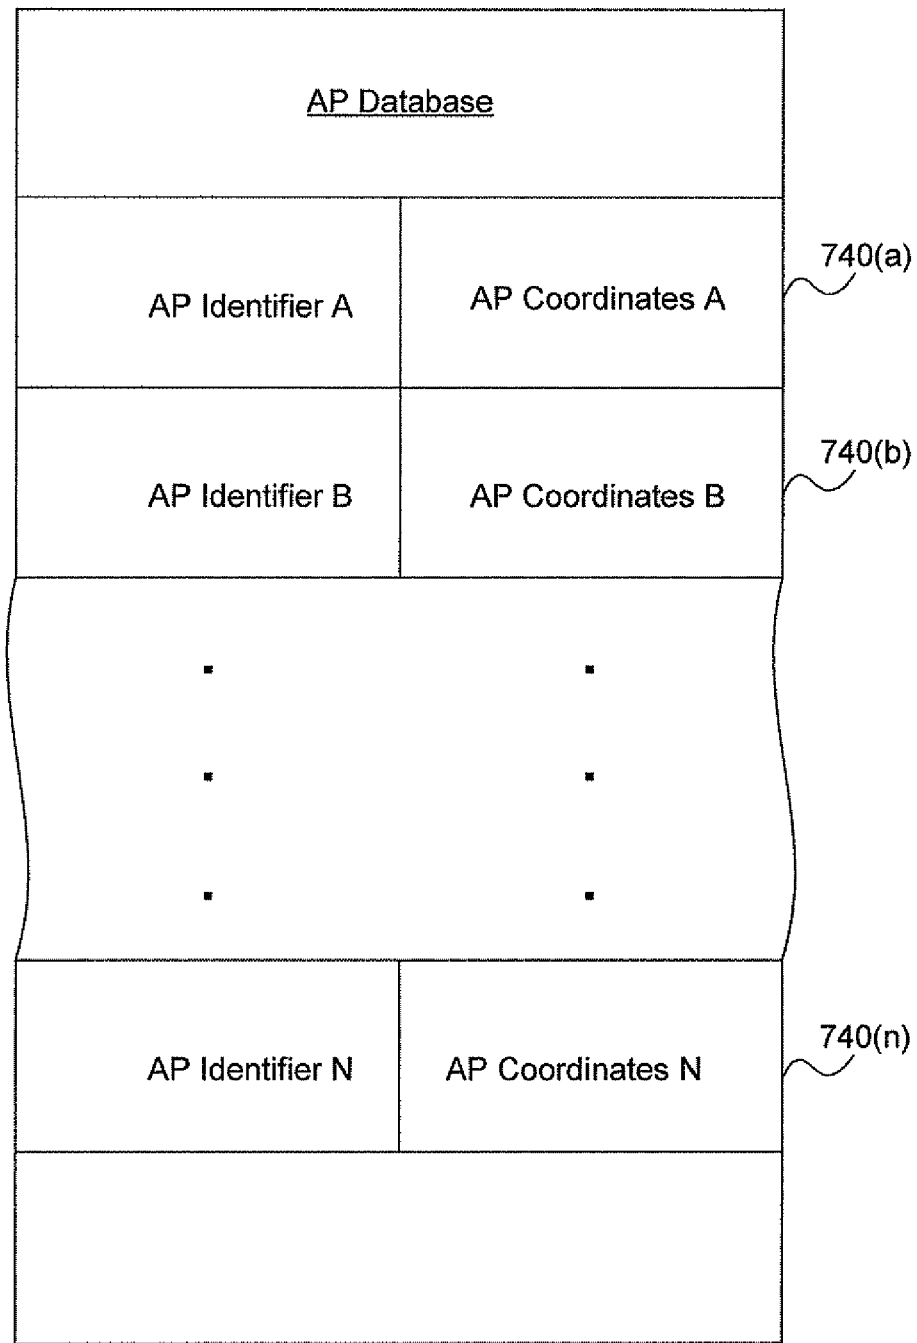 AP Database
740(a)
AP Identifier A
AP Coordinates A
740(b)
AP Identifier B
AP Coordinates B
740(n)
AP Identifier N
AP Coordinates N